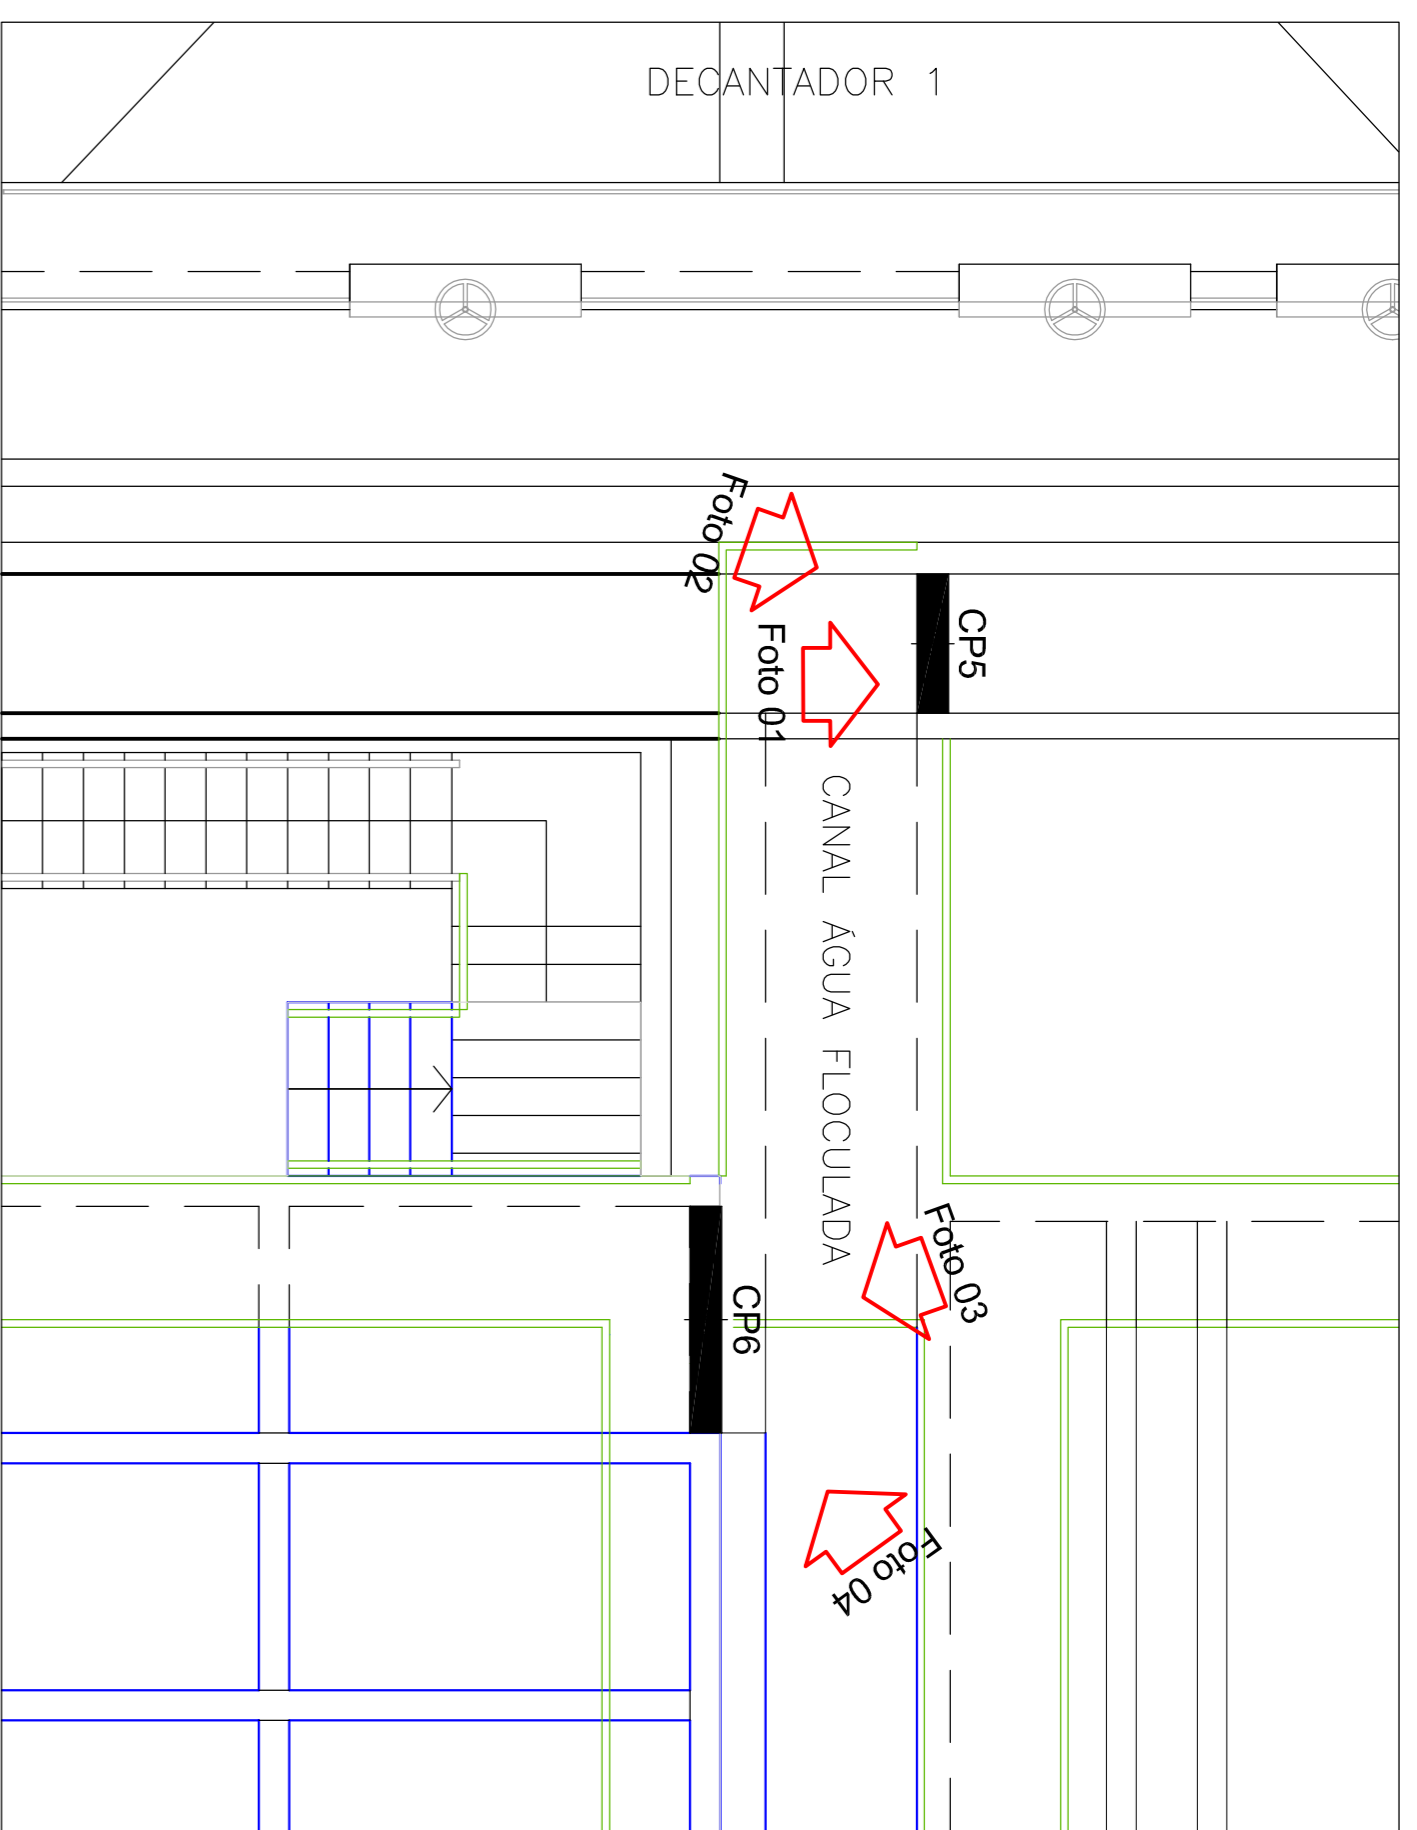 DECANTADOR 1
Foto 02
CP5
Foto 01
CANAL ÁGUA FLOCULADA
Foto 03
CP6
Foto 04